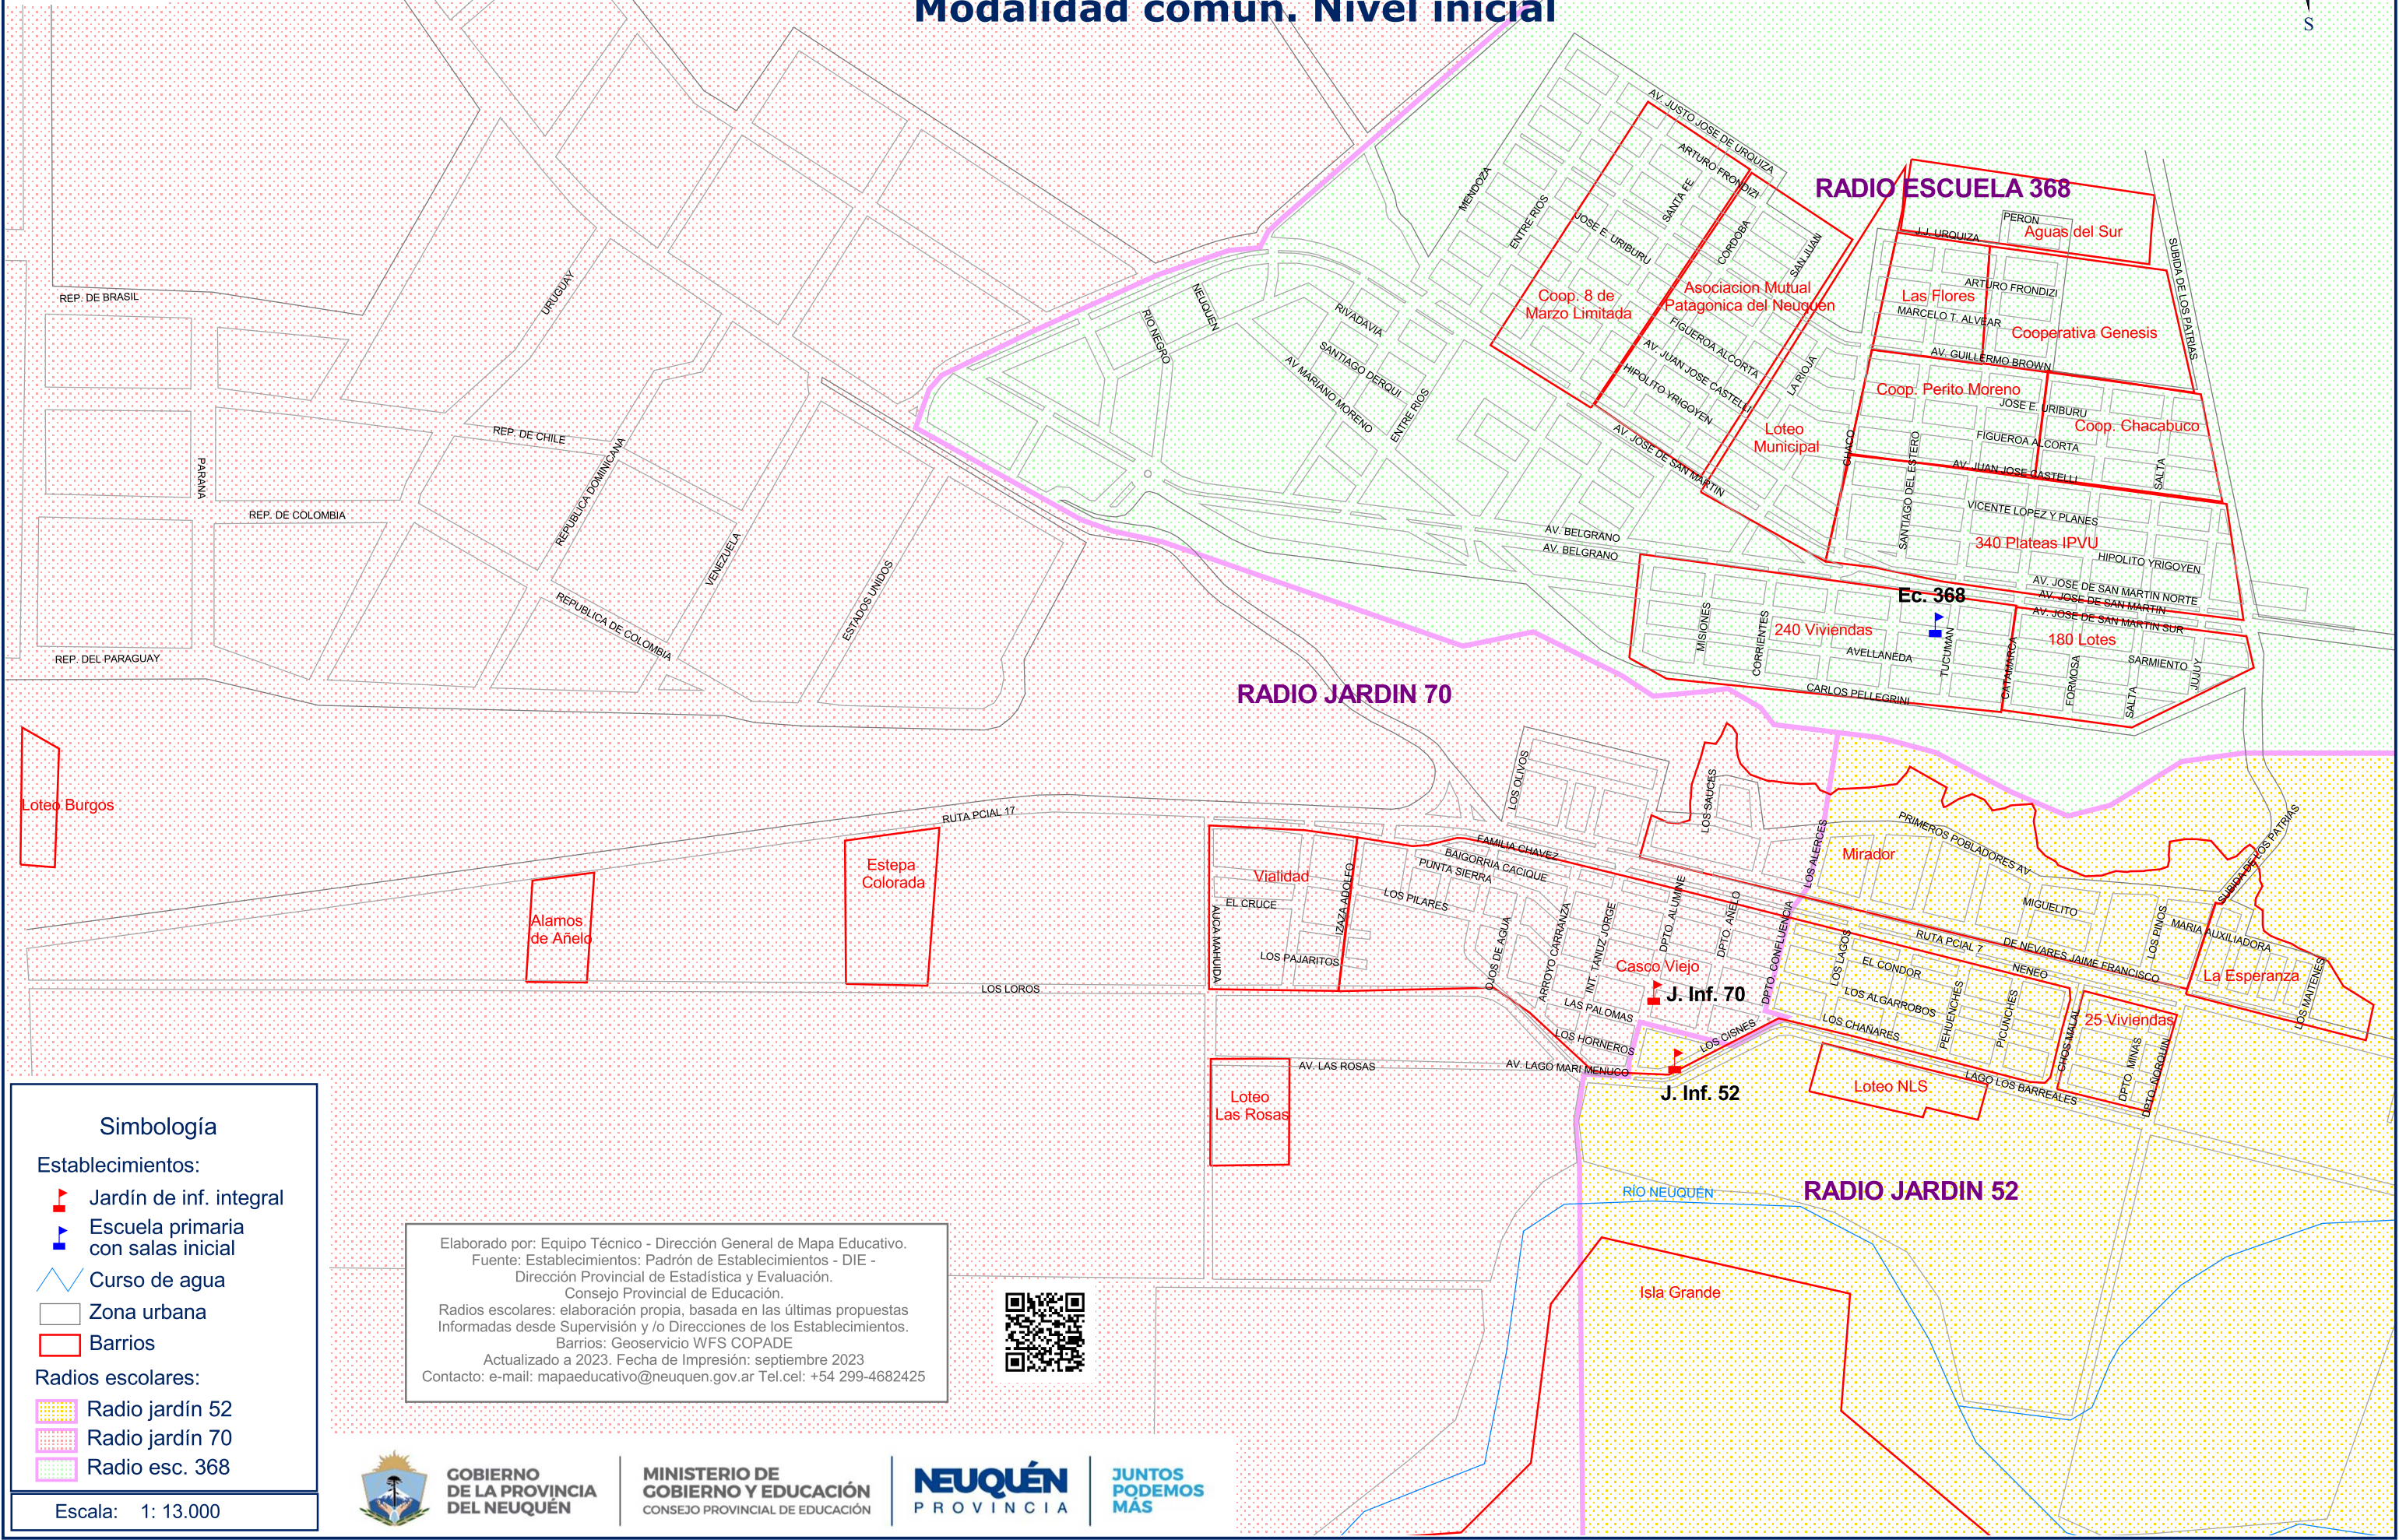 Modalidad común. Nivel inicial
S
AV. JUSTO JOSE DE URQUIZA
ARTURO FRONDIZI
MENDOZA
SANTA FE
ENTRE RIOS
JOSE E. URIBURU
CORDOBA
SAN JUAN
RADIO ESCUELA 368
PERON
J.J. URQUIZA
Aguas del Sur
SUBIDA DE LOS PATRIAS
REP. DE BRASIL
URUGUAY
NEUQUEN
RIO NEGRO
RIVADAVIA
SANTIAGO DERQUI
AV MARIANO MORENO
ENTRE RIOS
Coop. 8 de
Marzo Limitada
Asociacion Mutual
Patagonica del Neuquen
FIGUEROA ALCORTA
AV. JUAN JOSE CASTELLI
HIPOLITO YRIGOYEN
LA RIOJA
Las Flores
ARTURO FRONDIZI
MARCELO T. ALVEAR
Cooperativa Genesis
AV. GUILLERMO BROWN
Coop. Perito Moreno
JOSE E. URIBURU
Coop. Chacabuco
FIGUEROA ALCORTA
Loteo
Municipal
CHACO
SANTIAGO DEL ESTERO
AV. JUAN JOSE CASTELLI
SALTA
AV. JOSE DE SAN MARTIN
VICENTE LOPEZ Y PLANES
340 Plateas IPVU
HIPOLITO YRIGOYEN
AV. BELGRANO
AV. BELGRANO
AV. JOSE DE SAN MARTIN NORTE
AV. JOSE DE SAN MARTIN
AV. JOSE DE SAN MARTIN SUR
Ec. 368
MISIONES
CORRIENTES
240 Viviendas
AVELLANEDA
TUCUMAN
CATAMARCA
180 Lotes
SARMIENTO
FORMOSA
SALTA
JUJUY
CARLOS PELLEGRINI
REP. DE CHILE
REPUBLICA DOMINICANA
PARANA
REP. DE COLOMBIA
VENEZUELA
ESTADOS UNIDOS
REPUBLICA DE COLOMBIA
REP. DEL PARAGUAY
RADIO JARDIN 70
Loteo Burgos
RUTA PCIAL 17
LOS OLIVOS
LOS SAUCES
LOS ALERCES
PRIMEROS POBLADORES AV
SUBIDA DE LOS PATRIAS
Estepa
Colorada
Alamos
de Añelo
LOS LOROS
Vialidad
EL CRUCE
AUCA MAHUIDA
IZAZA ADOLFO
LOS PAJARITOS
FAMILIA CHAVEZ
BAIGORRIA CACIQUE
PUNTA SIERRA
LOS PILARES
OJOS DE AGUA
ARROYO CARRANZA
INT. TANUZ JORGE
DPTO. ALUMINE
DPTO. AÑELO
DPTO. CONFLUENCIA
Casco Viejo
J. Inf. 70
LAS PALOMAS
LOS HORNEROS
LOS CISNES
J. Inf. 52
Mirador
MIGUELITO
LOS PINOS
MARIA AUXILIADORA
RUTA PCIAL 7
DE NEVARES JAIME FRANCISCO
NENEO
La Esperanza
LOS MAITENES
LOS LAGOS
EL CONDOR
LOS ALGARROBOS
LOS CHAÑARES
PEHUENCHES
PICUNCHES
CHOS MALAL
25 Viviendas
DPTO. MINAS
DPTO. ÑORQUIN
Loteo NLS
LAGO LOS BARREALES
AV. LAS ROSAS
AV. LAGO MARI MENUCO
Loteo
Las Rosas
RÍO NEUQUÉN
RADIO JARDIN 52
Isla Grande
Simbología
Establecimientos:
Jardín de inf. integral
Escuela primaria
con salas inicial
Curso de agua
Zona urbana
Barrios
Radios escolares:
Radio jardín 52
Radio jardín 70
Radio esc. 368
Escala: 1: 13.000
Elaborado por: Equipo Técnico - Dirección General de Mapa Educativo.
Fuente: Establecimientos: Padrón de Establecimientos - DIE -
Dirección Provincial de Estadística y Evaluación.
Consejo Provincial de Educación.
Radios escolares: elaboración propia, basada en las últimas propuestas
Informadas desde Supervisión y /o Direcciones de los Establecimientos.
Barrios: Geoservicio WFS COPADE
Actualizado a 2023. Fecha de Impresión: septiembre 2023
Contacto: e-mail: mapaeducativo@neuquen.gov.ar Tel.cel: +54 299-4682425
GOBIERNO
DE LA PROVINCIA
DEL NEUQUÉN
MINISTERIO DE
GOBIERNO Y EDUCACIÓN
CONSEJO PROVINCIAL DE EDUCACIÓN
NEUQUÉN
PROVINCIA
JUNTOS
PODEMOS
MÁS